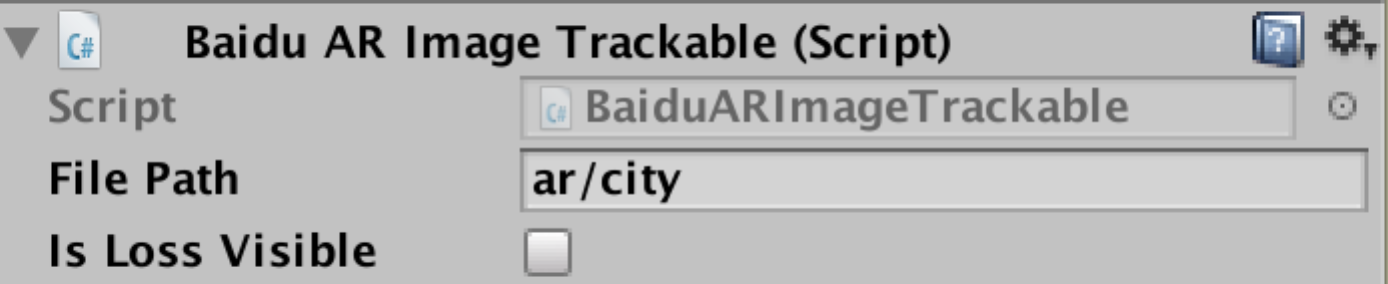 C# Baidu AR Image Trackable (Script) ?
Script C# BaiduARImageTrackable
File Path ar/city
Is Loss Visible